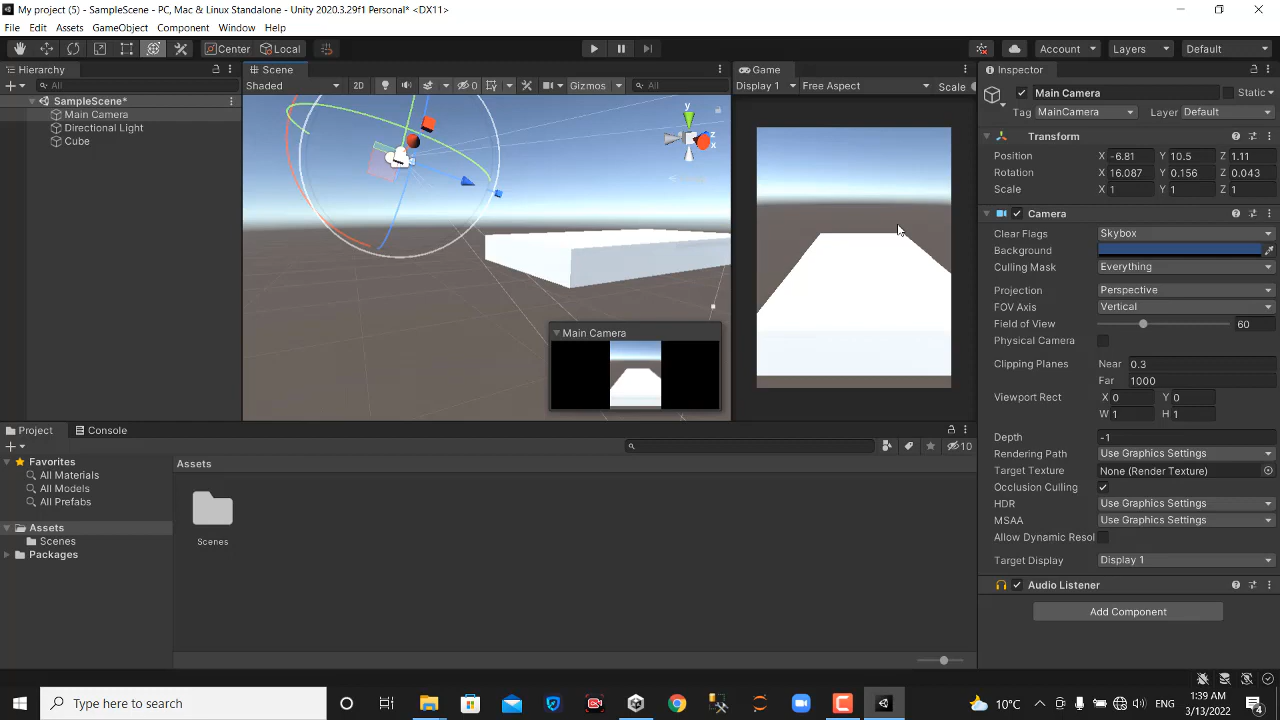 My project (5) - SampleScene - PC, Mac & Linux Standalone - Unity 2020.3.29f1 Personal* <DX11>
File Edit Assets GameObject Component Window Help
Center Local Account Layers Default
Hierarchy
All
SampleScene*
Main Camera
Directional Light
Cube
Scene
Shaded 2D 0 Gizmos All
y
z
x
Main Camera
Game
Display 1 Free Aspect Scale
Inspector
Main Camera Static
Tag MainCamera Layer Default
Transform
Position X -6.81 Y 10.5 Z 1.11
Rotation X 16.087 Y 0.156 Z 0.043
Scale X 1 Y 1 Z 1
Camera
Clear Flags Skybox
Background
Culling Mask Everything
Projection Perspective
FOV Axis Vertical
Field of View 60
Physical Camera
Clipping Planes Near 0.3
Far 1000
Viewport Rect X 0 Y 0
W 1 H 1
Depth -1
Rendering Path Use Graphics Settings
Target Texture None (Render Texture)
Occlusion Culling
HDR Use Graphics Settings
MSAA Use Graphics Settings
Allow Dynamic Resol
Target Display Display 1
Audio Listener
Add Component
Project Console
10
Favorites
All Materials
All Models
All Prefabs
Assets
Scenes
Packages
Assets
Scenes
Type here to search
10°C
1:39 AM
3/13/2022